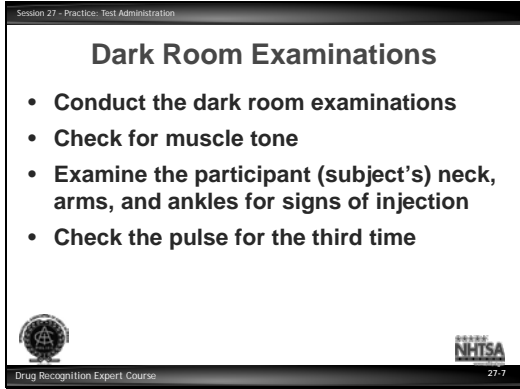 Session 27 - Practice: Test Administration
Dark Room Examinations
• Conduct the dark room examinations
• Check for muscle tone
• Examine the participant (subject's) neck,
arms, and ankles for signs of injection
• Check the pulse for the third time
NHTSA
Drug Recognition Expert Course
27-7